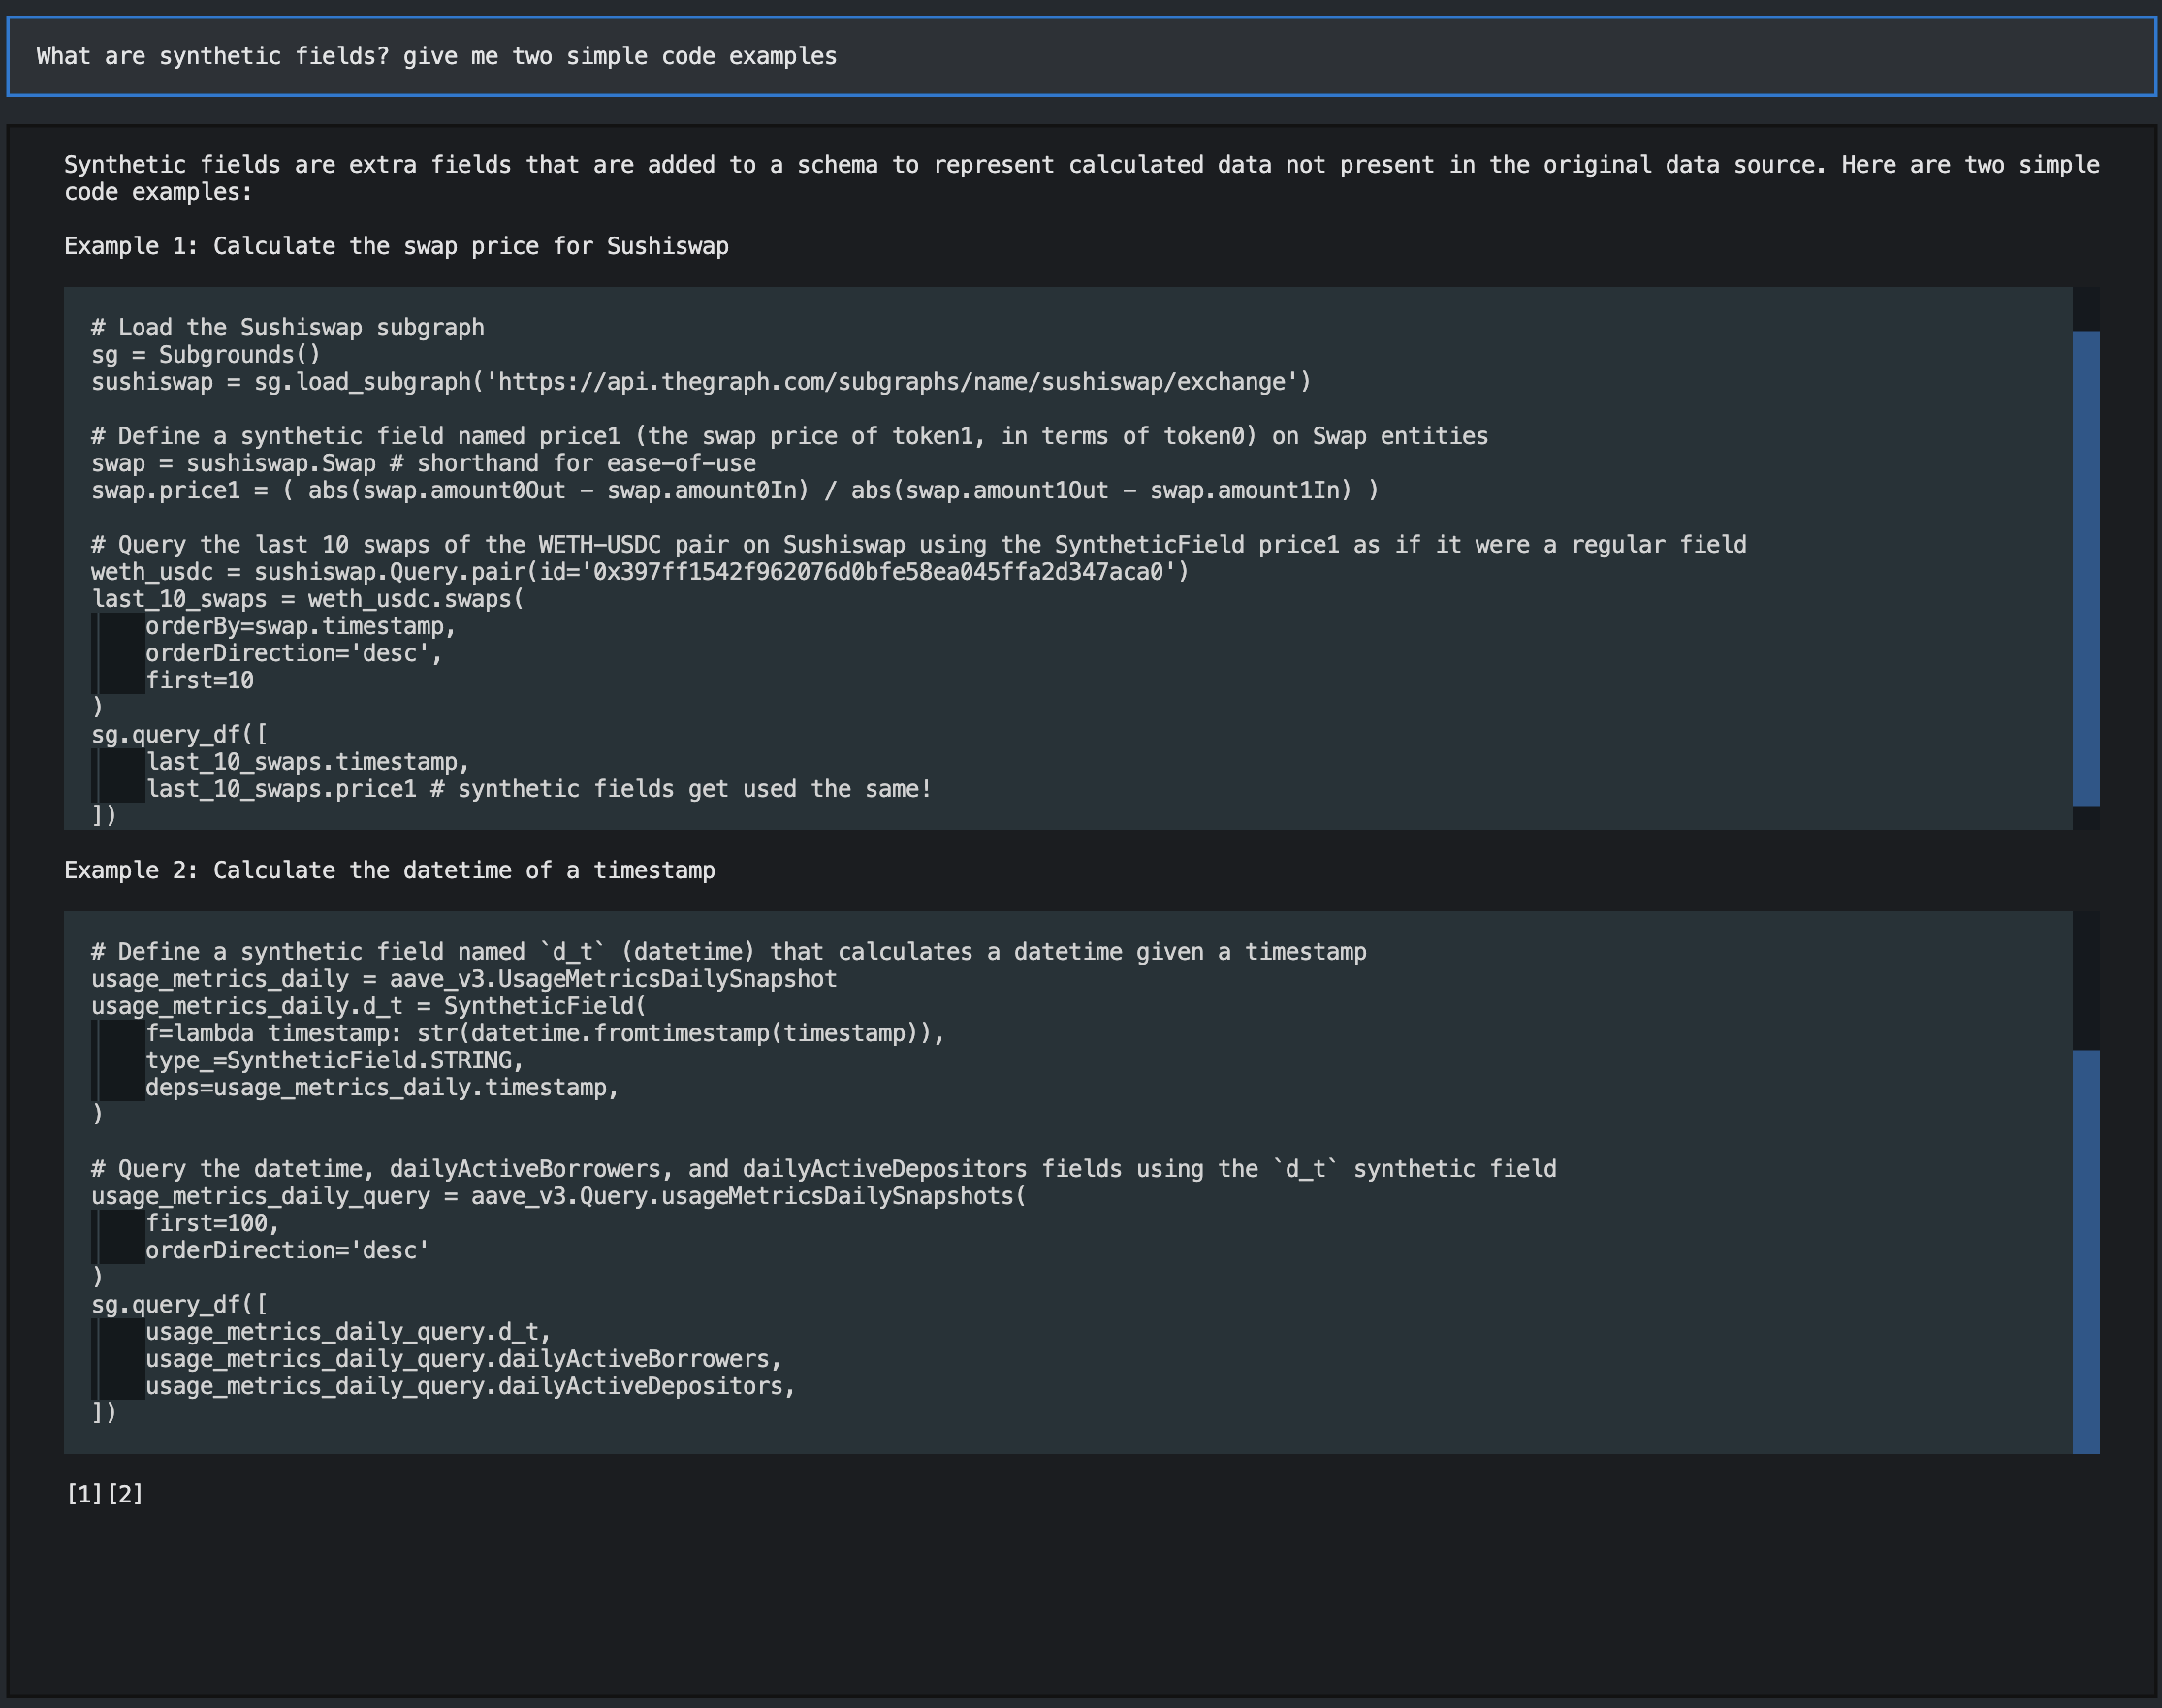 What are synthetic fields? give me two simple code examples
Synthetic fields are extra fields that are added to a schema to represent calculated data not present in the original data source. Here are two simple
code examples:
Example 1: Calculate the swap price for Sushiswap
# Load the Sushiswap subgraph
sg = Subgrounds()
sushiswap = sg.load_subgraph('https://api.thegraph.com/subgraphs/name/sushiswap/exchange')
# Define a synthetic field named price1 (the swap price of token1, in terms of token0) on Swap entities
swap = sushiswap.Swap # shorthand for ease-of-use
swap.price1 = ( abs(swap.amount0Out - swap.amount0In) / abs(swap.amount1Out - swap.amount1In) )
# Query the last 10 swaps of the WETH-USDC pair on Sushiswap using the SyntheticField price1 as if it were a regular field
weth_usdc = sushiswap.Query.pair(id='0x397ff1542f962076d0bfe58ea045ffa2d347aca0')
last_10_swaps = weth_usdc.swaps(
    orderBy=swap.timestamp,
    orderDirection='desc',
    first=10
)
sg.query_df([
    last_10_swaps.timestamp,
    last_10_swaps.price1 # synthetic fields get used the same!
])
Example 2: Calculate the datetime of a timestamp
# Define a synthetic field named `d_t` (datetime) that calculates a datetime given a timestamp
usage_metrics_daily = aave_v3.UsageMetricsDailySnapshot
usage_metrics_daily.d_t = SyntheticField(
    f=lambda timestamp: str(datetime.fromtimestamp(timestamp)),
    type_=SyntheticField.STRING,
    deps=usage_metrics_daily.timestamp,
)
# Query the datetime, dailyActiveBorrowers, and dailyActiveDepositors fields using the `d_t` synthetic field
usage_metrics_daily_query = aave_v3.Query.usageMetricsDailySnapshots(
    first=100,
    orderDirection='desc'
)
sg.query_df([
    usage_metrics_daily_query.d_t,
    usage_metrics_daily_query.dailyActiveBorrowers,
    usage_metrics_daily_query.dailyActiveDepositors,
])
[1][2]